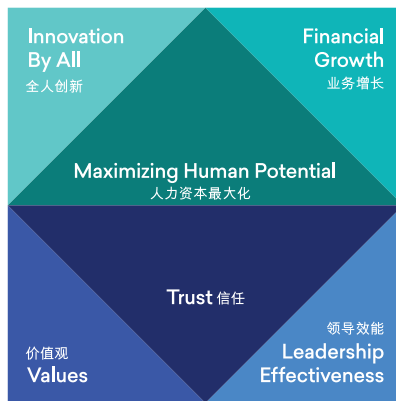 Innovation
By All
全人创新
Financial
Growth
业务增长
Maximizing Human Potential
人力资本最大化
Trust 信任
价值观
Values
领导效能
Leadership
Effectiveness